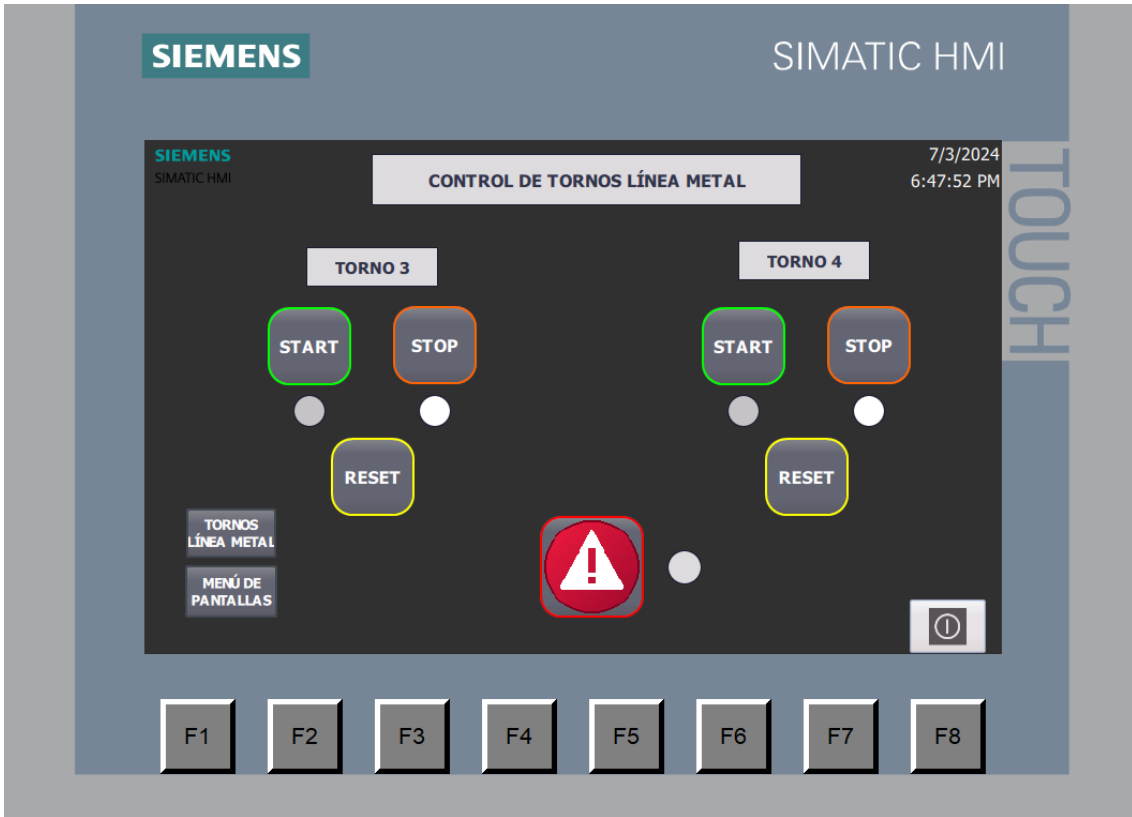 SIEMENS
SIMATIC HMI
TOUCH
SIEMENS
SIMATIC HMI
7/3/2024
6:47:52 PM
CONTROL DE TORNOS LÍNEA METAL
TORNO 3
TORNO 4
START
STOP
START
STOP
RESET
RESET
TORNOS
LÍNEA METAL
MENÚ DE
PANTALLAS
F1
F2
F3
F4
F5
F6
F7
F8